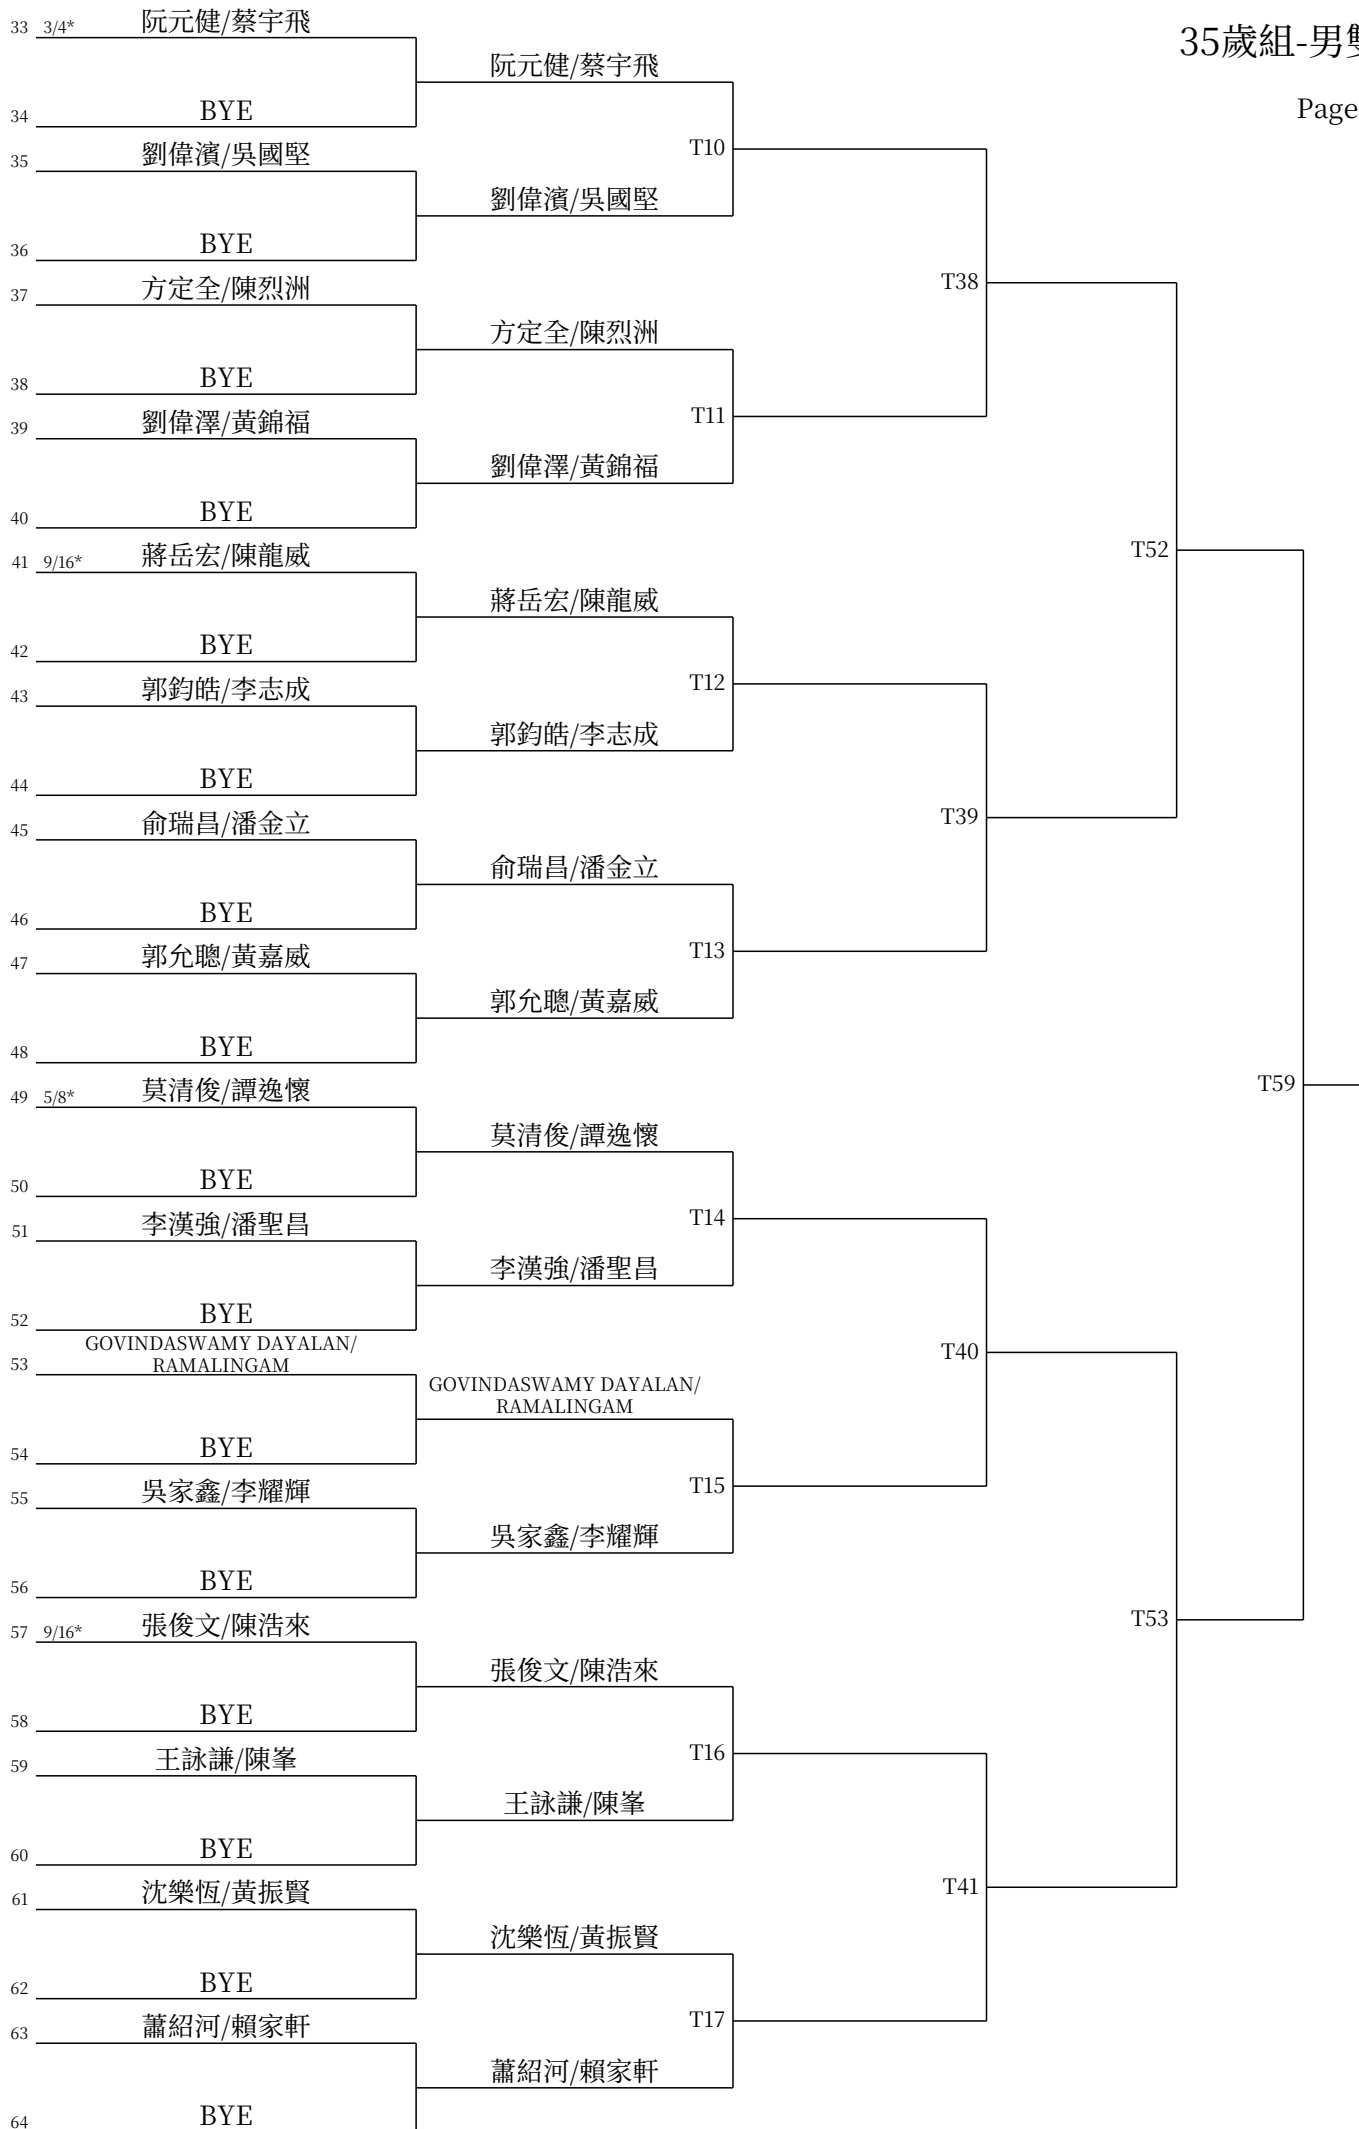 35歲組-男雙
Page
33 3/4* 阮元健/蔡宇飛
阮元健/蔡宇飛
34 BYE
T10
35 劉偉濱/吳國堅
劉偉濱/吳國堅
36 BYE
T38
37 方定全/陳烈洲
方定全/陳烈洲
38 BYE
T11
39 劉偉澤/黃錦福
劉偉澤/黃錦福
40 BYE
T52
41 9/16* 蔣岳宏/陳龍威
蔣岳宏/陳龍威
42 BYE
T12
43 郭鈞皓/李志成
郭鈞皓/李志成
44 BYE
T39
45 俞瑞昌/潘金立
俞瑞昌/潘金立
46 BYE
T13
47 郭允聰/黃嘉威
郭允聰/黃嘉威
48 BYE
T59
49 5/8* 莫清俊/譚逸懷
莫清俊/譚逸懷
50 BYE
T14
51 李漢強/潘聖昌
李漢強/潘聖昌
52 BYE
T40
GOVINDASWAMY DAYALAN/
53 RAMALINGAM
GOVINDASWAMY DAYALAN/
RAMALINGAM
54 BYE
T15
55 吳家鑫/李耀輝
吳家鑫/李耀輝
56 BYE
T53
57 9/16* 張俊文/陳浩來
張俊文/陳浩來
58 BYE
T16
59 王詠謙/陳峯
王詠謙/陳峯
60 BYE
T41
61 沈樂恆/黃振賢
沈樂恆/黃振賢
62 BYE
T17
63 蕭紹河/賴家軒
蕭紹河/賴家軒
64 BYE